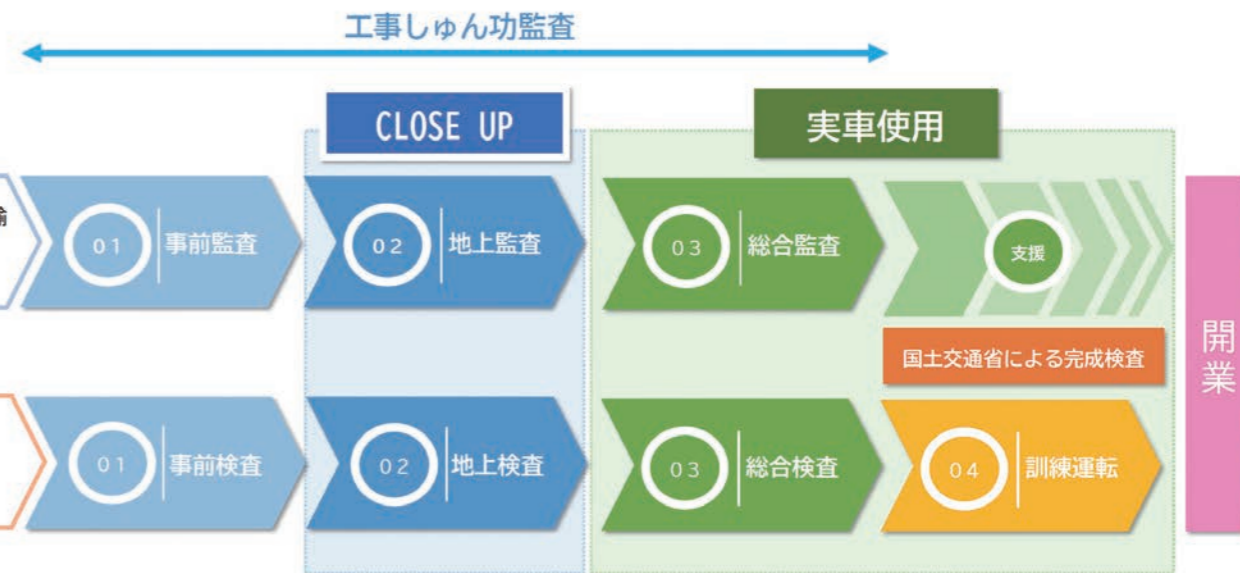 工事しゅん功監査
CLOSE UP
実車使用
01 事前監査
02 地上監査
03 総合監査
支援
国土交通省による完成検査
01 事前検査
02 地上検査
03 総合検査
04 訓練運転
開業